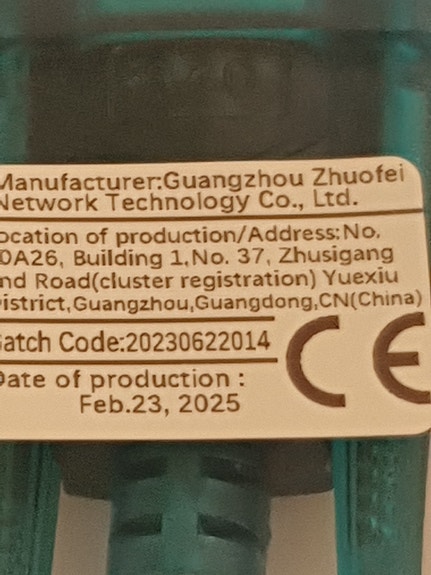 Manufacturer:Guangzhou Zhuofei
Network Technology Co., Ltd.
ocation of production/Address:No.
0A26, Building 1,No. 37, Zhusigang
nd Road(cluster registration) Yuexiu
istrict,Guangzhou,Guangdong,CN(China)
atch Code:20230622014
Date of production :
Feb.23, 2025
CE